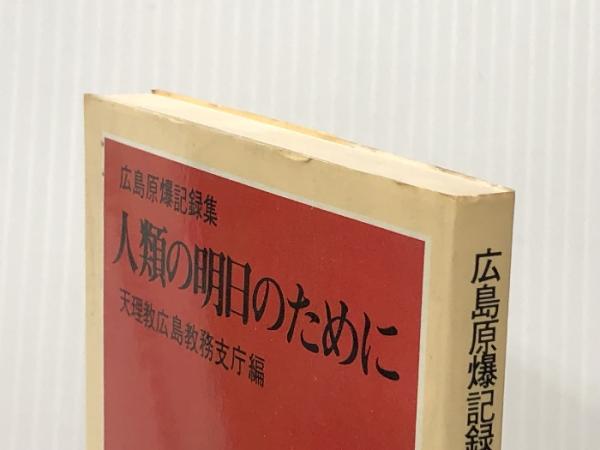 広島原爆記録集
人類の明日のために
天理教広島教務支庁編
広島原爆記録